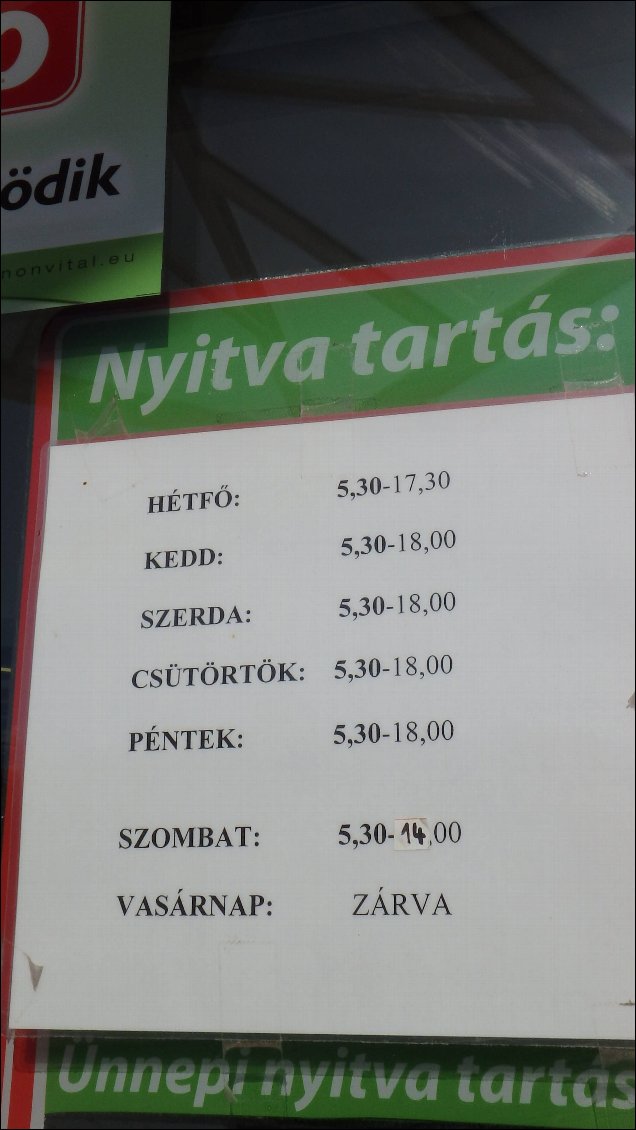 ödik
nonvital.eu
Nyitva tartás:
HÉTFŐ: 5,30-17,30
KEDD: 5,30-18,00
SZERDA: 5,30-18,00
CSÜTÖRTÖK: 5,30-18,00
PÉNTEK: 5,30-18,00
SZOMBAT: 5,30-14,00
VASÁRNAP: ZÁRVA
Ünnepi nyitva tartás